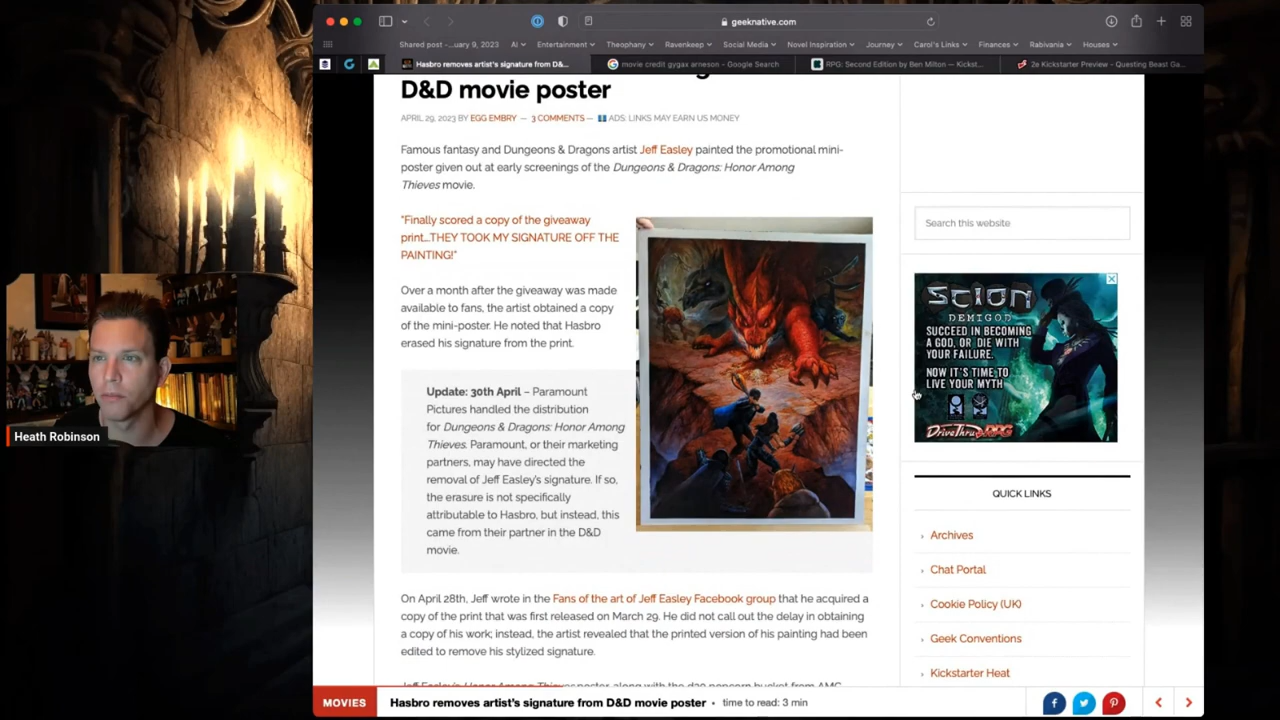 geeknative.com
Shared post -...uary 9, 2023
AI
Entertainment
Theophany
Ravenkeep
Social Media
Novel Inspiration
Journey
Carol's Links
Finances
Rabivania
Houses
Hasbro removes artist's signature from D&...
movie credit gygax arneson - Google Search
RPG: Second Edition by Ben Milton — Kickst...
2e Kickstarter Preview - Questing Beast Ga...
D&D movie poster
APRIL 29, 2023 BY EGG EMBRY — 3 COMMENTS – ADS: LINKS MAY EARN US MONEY
Famous fantasy and Dungeons & Dragons artist Jeff Easley painted the promotional mini-
poster given out at early screenings of the Dungeons & Dragons: Honor Among
Thieves movie.
"Finally scored a copy of the giveaway
print...THEY TOOK MY SIGNATURE OFF THE
PAINTING!"
Over a month after the giveaway was made
available to fans, the artist obtained a copy
of the mini-poster. He noted that Hasbro
erased his signature from the print.
Update: 30th April – Paramount
Pictures handled the distribution
for Dungeons & Dragons: Honor Among
Thieves. Paramount, or their marketing
partners, may have directed the
removal of Jeff Easley's signature. If so,
the erasure is not specifically
attributable to Hasbro, but instead, this
came from their partner in the D&D
movie.
On April 28th, Jeff wrote in the Fans of the art of Jeff Easley Facebook group that he acquired a
copy of the print that was first released on March 29. He did not call out the delay in obtaining
a copy of his work; instead, the artist revealed that the printed version of his painting had been
edited to remove his stylized signature.
Jeff Easley's Honor Among Thieves poster, along with the d20 popcorn bucket from AMC
Search this website
SCION
DEMIGOD
SUCCEED IN BECOMING
A GOD, OR DIE WITH
YOUR FAILURE.
NOW IT'S TIME TO
LIVE YOUR MYTH
DriveThruRPG
QUICK LINKS
Archives
Chat Portal
Cookie Policy (UK)
Geek Conventions
Kickstarter Heat
MOVIES
Hasbro removes artist's signature from D&D movie poster • time to read: 3 min
Heath Robinson